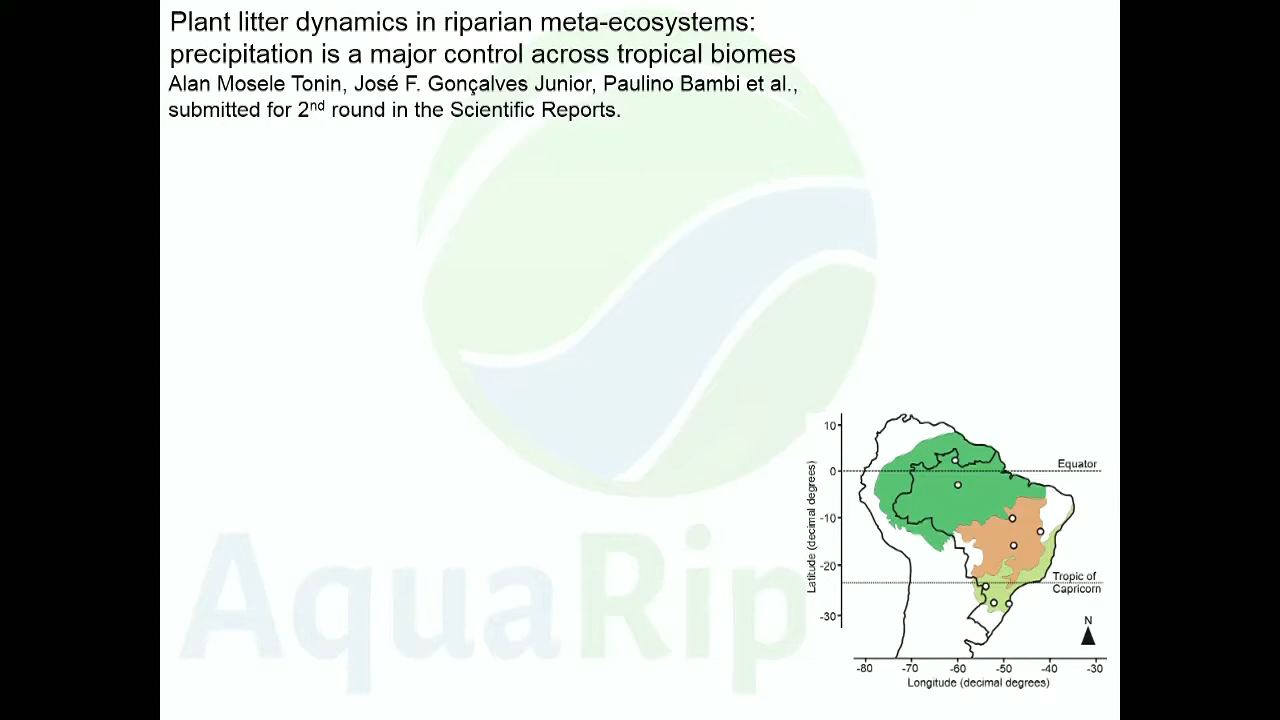 Plant litter dynamics in riparian meta-ecosystems:
precipitation is a major control across tropical biomes
Alan Mosele Tonin, José F. Gonçalves Junior, Paulino Bambi et al.,
submitted for 2nd round in the Scientific Reports.
AquaRip
10
0
-10
-20
-30
Latitude (decimal degrees)
Equator
Tropic of
Capricorn
N
-80 -70 -60 -50 -40 -30
Longitude (decimal degrees)